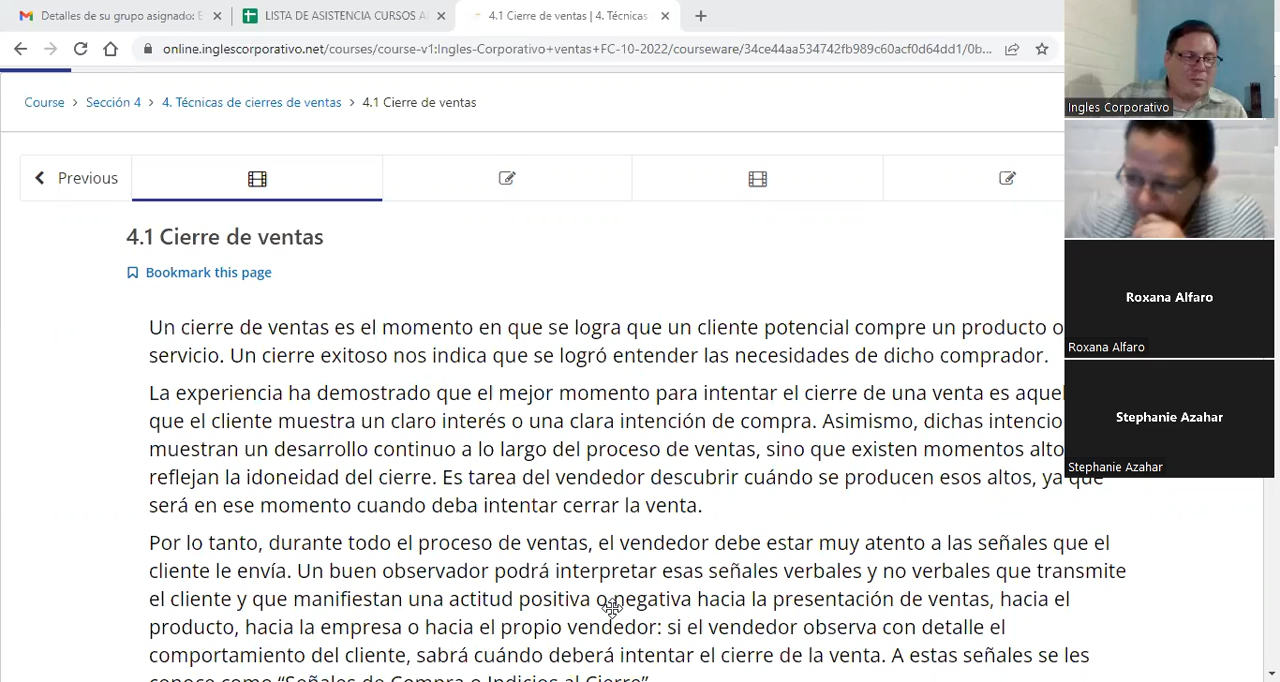 Detalles de su grupo asignado: E
LISTA DE ASISTENCIA CURSOS A
4.1 Cierre de ventas | 4. Técnicas
online.inglescorporativo.net/courses/course-v1:Ingles-Corporativo+ventas+FC-10-2022/courseware/34ce44aa534742fb989c60acf0d64dd1/0b...
Course > Sección 4 > 4. Técnicas de cierres de ventas > 4.1 Cierre de ventas
Previous
4.1 Cierre de ventas
Bookmark this page
Un cierre de ventas es el momento en que se logra que un cliente potencial compre un producto o
servicio. Un cierre exitoso nos indica que se logró entender las necesidades de dicho comprador.
La experiencia ha demostrado que el mejor momento para intentar el cierre de una venta es aquel
que el cliente muestra un claro interés o una clara intención de compra. Asimismo, dichas intencio
muestran un desarrollo continuo a lo largo del proceso de ventas, sino que existen momentos alto
reflejan la idoneidad del cierre. Es tarea del vendedor descubrir cuándo se producen esos altos, ya que
será en ese momento cuando deba intentar cerrar la venta.
Por lo tanto, durante todo el proceso de ventas, el vendedor debe estar muy atento a las señales que el
cliente le envía. Un buen observador podrá interpretar esas señales verbales y no verbales que transmite
el cliente y que manifiestan una actitud positiva o negativa hacia la presentación de ventas, hacia el
producto, hacia la empresa o hacia el propio vendedor: si el vendedor observa con detalle el
comportamiento del cliente, sabrá cuándo deberá intentar el cierre de la venta. A estas señales se les
conoce como “Señales de Compra o Indicios al Cierre”
Ingles Corporativo
Roxana Alfaro
Roxana Alfaro
Stephanie Azahar
Stephanie Azahar